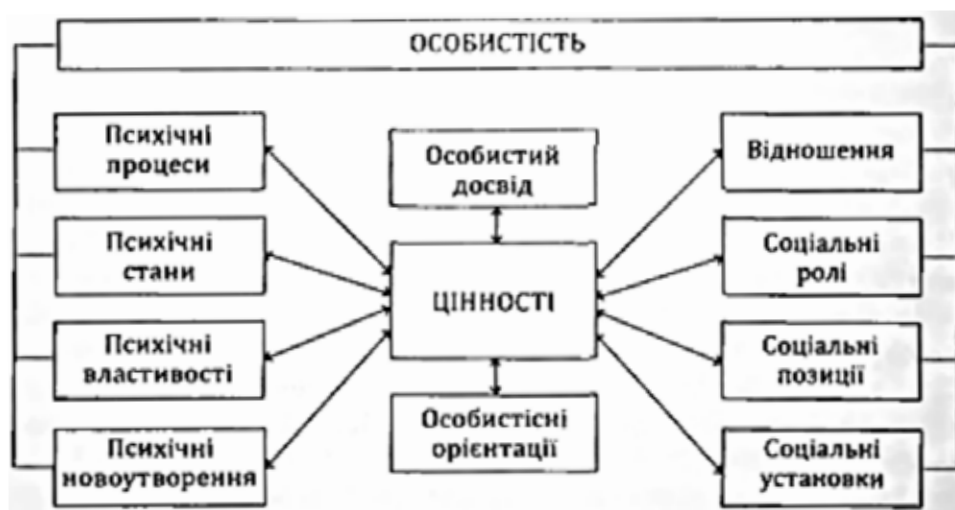 ОСОБИСТІСТЬ
Психічні
процеси
Особистий
досвід
Відношення
Психічні
стани
ЦІННОСТІ
Соціальні
ролі
Психічні
властивості
Соціальні
позиції
Психічні
новоутворення
Особистісні
орієнтації
Соціальні
установки